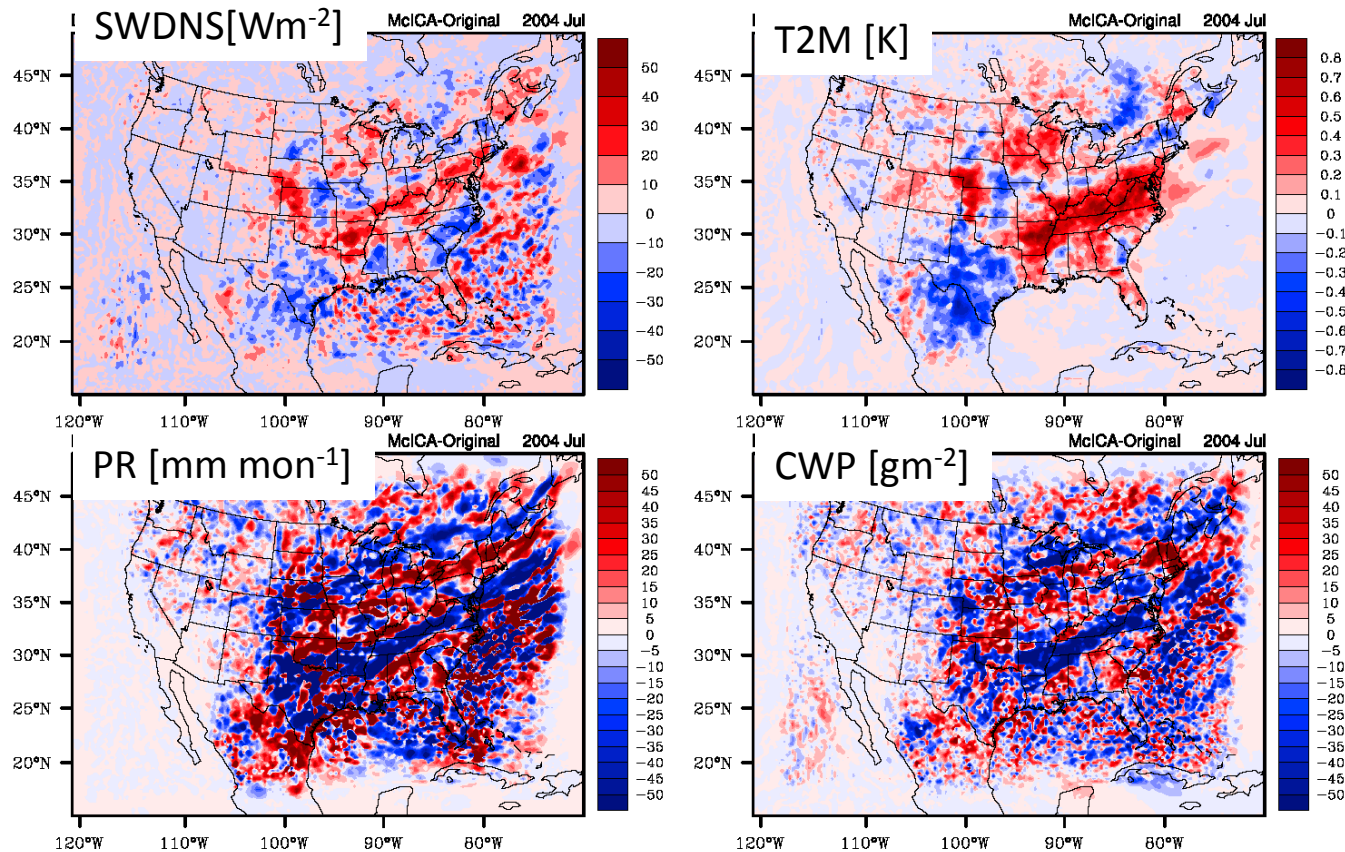 SWDNS[Wm-2]
McICA-Original 2004 Jul
45°N
40°N
35°N
30°N
25°N
20°N
120°W 110°W 100°W 90°W 80°W
50
40
30
20
10
0
−10
−20
−30
−40
−50
T2M [K]
McICA-Original 2004 Jul
45°N
40°N
35°N
30°N
25°N
20°N
120°W 110°W 100°W 90°W 80°W
0.8
0.7
0.6
0.5
0.4
0.3
0.2
0.1
0
−0.1
−0.2
−0.3
−0.4
−0.5
−0.6
−0.7
−0.8
PR [mm mon-1]
McICA-Original 2004 Jul
45°N
40°N
35°N
30°N
25°N
20°N
120°W 110°W 100°W 90°W 80°W
50
45
40
35
30
25
20
15
10
5
0
−5
−10
−15
−20
−25
−30
−35
−40
−45
−50
CWP [gm-2]
McICA-Original 2004 Jul
45°N
40°N
35°N
30°N
25°N
20°N
120°W 110°W 100°W 90°W 80°W
50
45
40
35
30
25
20
15
10
5
0
−5
−10
−15
−20
−25
−30
−35
−40
−45
−50